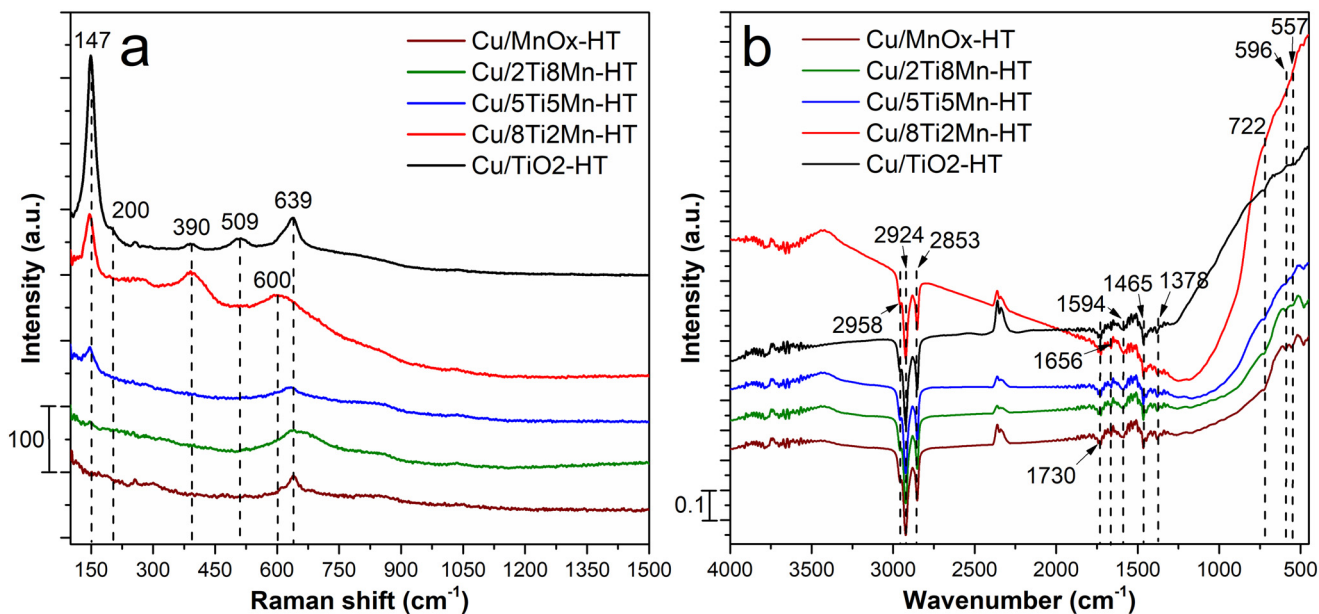 a
147
200
390
509
600
639
Cu/MnOx-HT
Cu/2Ti8Mn-HT
Cu/5Ti5Mn-HT
Cu/8Ti2Mn-HT
Cu/TiO2-HT
100
Intensity (a.u.)
150 300 450 600 750 900 1050 1200 1350 1500
Raman shift (cm⁻¹)
b
Cu/MnOx-HT
Cu/2Ti8Mn-HT
Cu/5Ti5Mn-HT
Cu/8Ti2Mn-HT
Cu/TiO2-HT
596
557
722
2924
2853
2958
1594
1465
1378
1656
1730
0.1
Intensity (a.u.)
4000 3500 3000 2500 2000 1500 1000 500
Wavenumber (cm⁻¹)